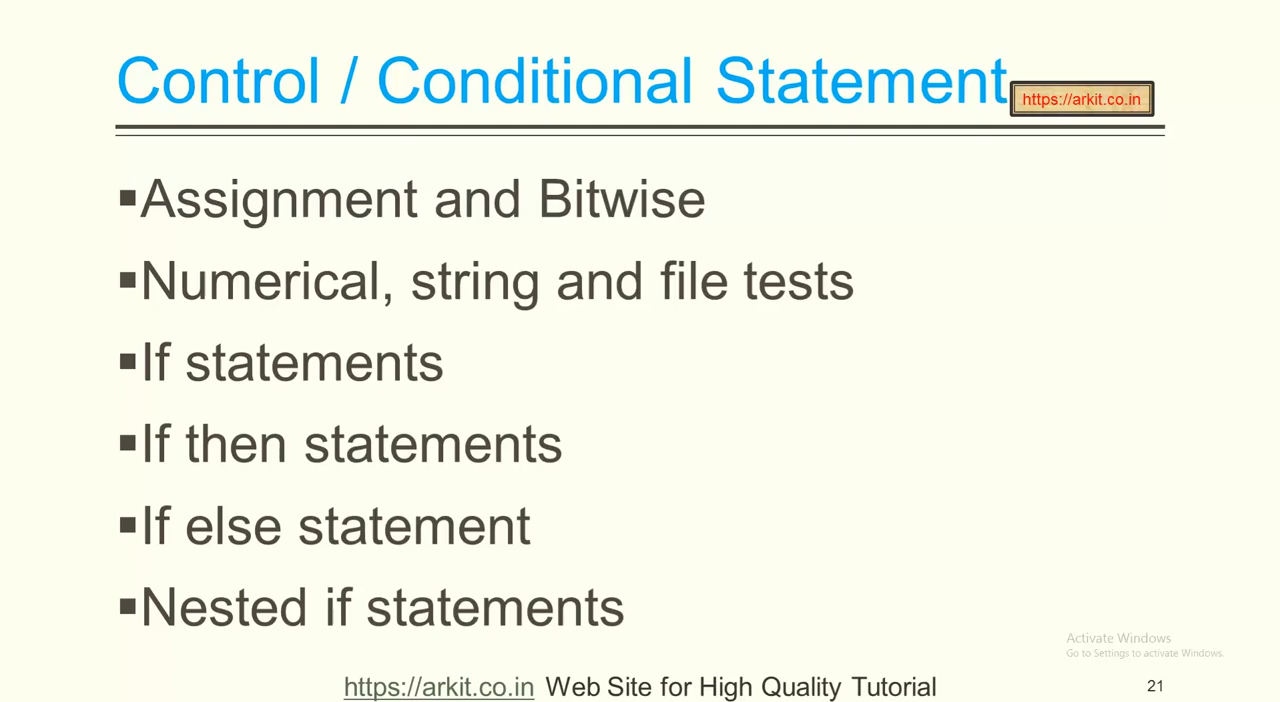 Control / Conditional Statement
https://arkit.co.in
▪Assignment and Bitwise
▪Numerical, string and file tests
▪If statements
▪If then statements
▪If else statement
▪Nested if statements
Activate Windows
Go to Settings to activate Windows.
https://arkit.co.in Web Site for High Quality Tutorial
21